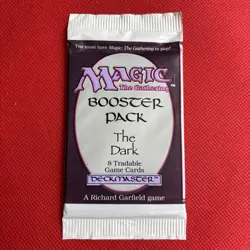 You must have Magic: The Gathering to play!
MAGIC
The Gathering
BOOSTER
PACK
The
Dark
8 Tradable
Game Cards
DECKMASTER™
A Richard Garfield game